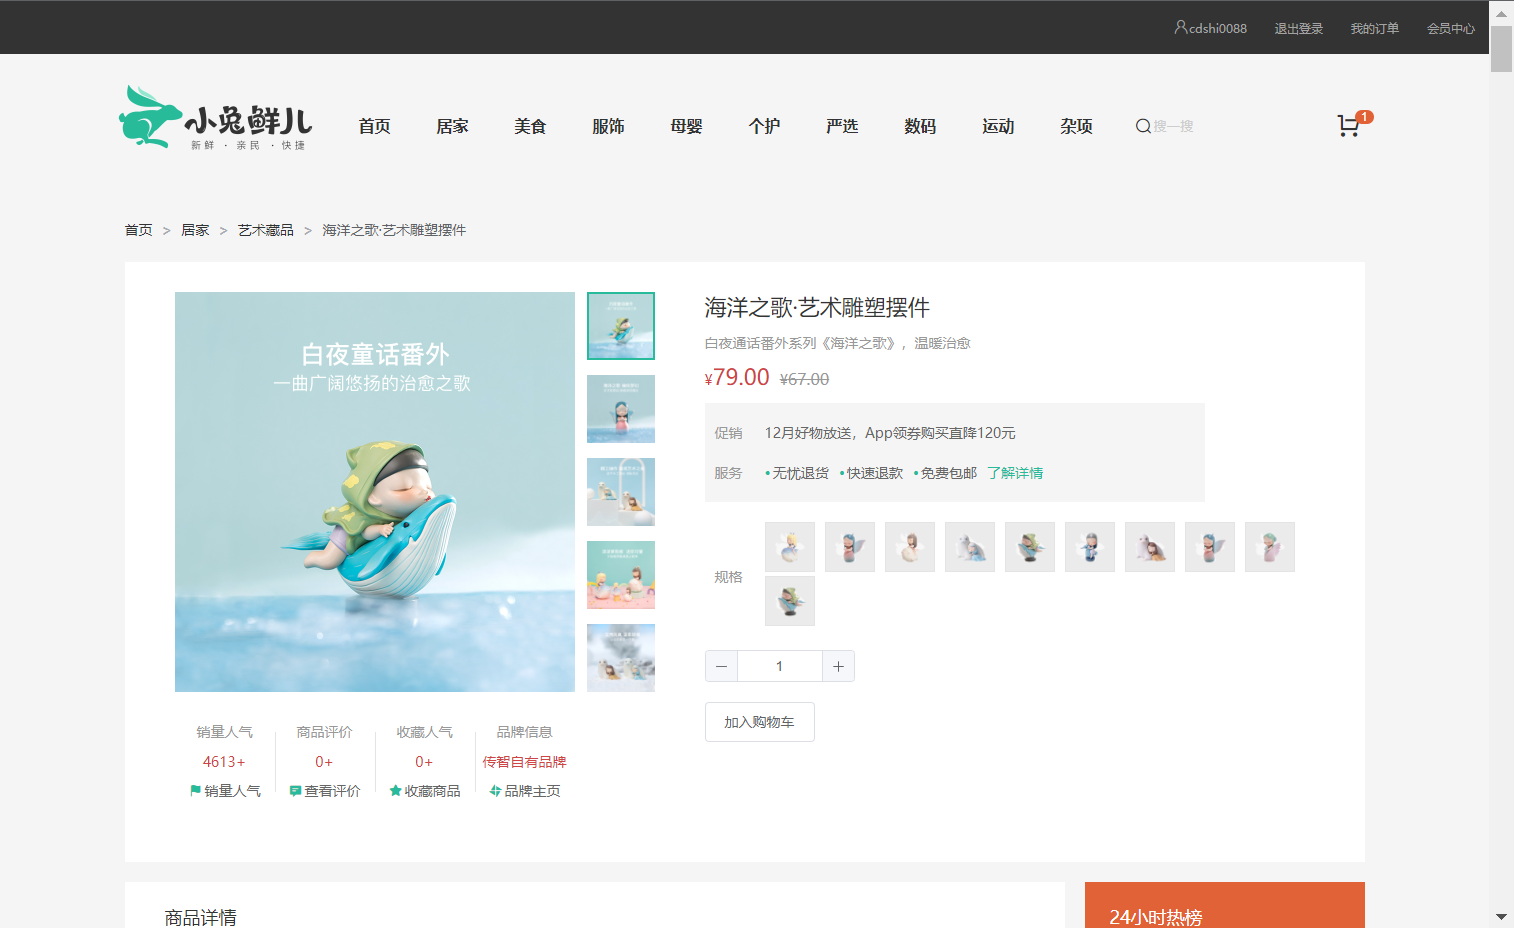 cdshi0088 退出登录 我的订单 会员中心
小兔鲜儿
新鲜 · 亲民 · 快捷
首页 居家 美食 服饰 母婴 个护 严选 数码 运动 杂项 搜一搜 1
首页 > 居家 > 艺术藏品 > 海洋之歌·艺术雕塑摆件
白夜童话番外
一曲广阔悠扬的治愈之歌
海洋之歌·艺术雕塑摆件
白夜通话番外系列《海洋之歌》，温暖治愈
¥79.00 ¥67.00
促销 12月好物放送，App领券购买直降120元
服务 •无忧退货 •快速退款 •免费包邮 了解详情
规格
1
加入购物车
销量人气 商品评价 收藏人气 品牌信息
4613+ 0+ 0+ 传智自有品牌
销量人气 查看评价 收藏商品 品牌主页
商品详情
24小时热榜